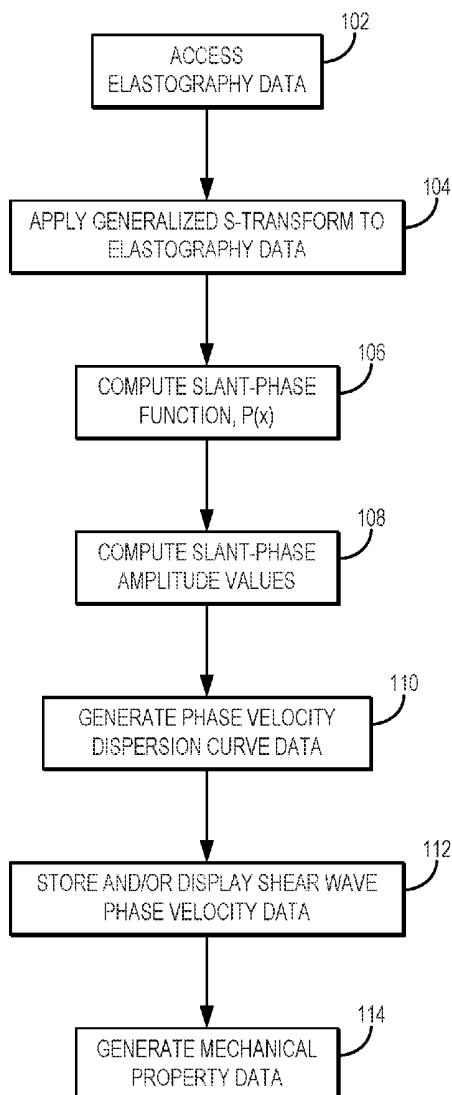 102
ACCESS
ELASTOGRAPHY DATA
104
APPLY GENERALIZED S-TRANSFORM TO
ELASTOGRAPHY DATA
106
COMPUTE SLANT-PHASE
FUNCTION, P(x)
108
COMPUTE SLANT-PHASE
AMPLITUDE VALUES
110
GENERATE PHASE VELOCITY
DISPERSION CURVE DATA
112
STORE AND/OR DISPLAY SHEAR WAVE
PHASE VELOCITY DATA
114
GENERATE MECHANICAL
PROPERTY DATA